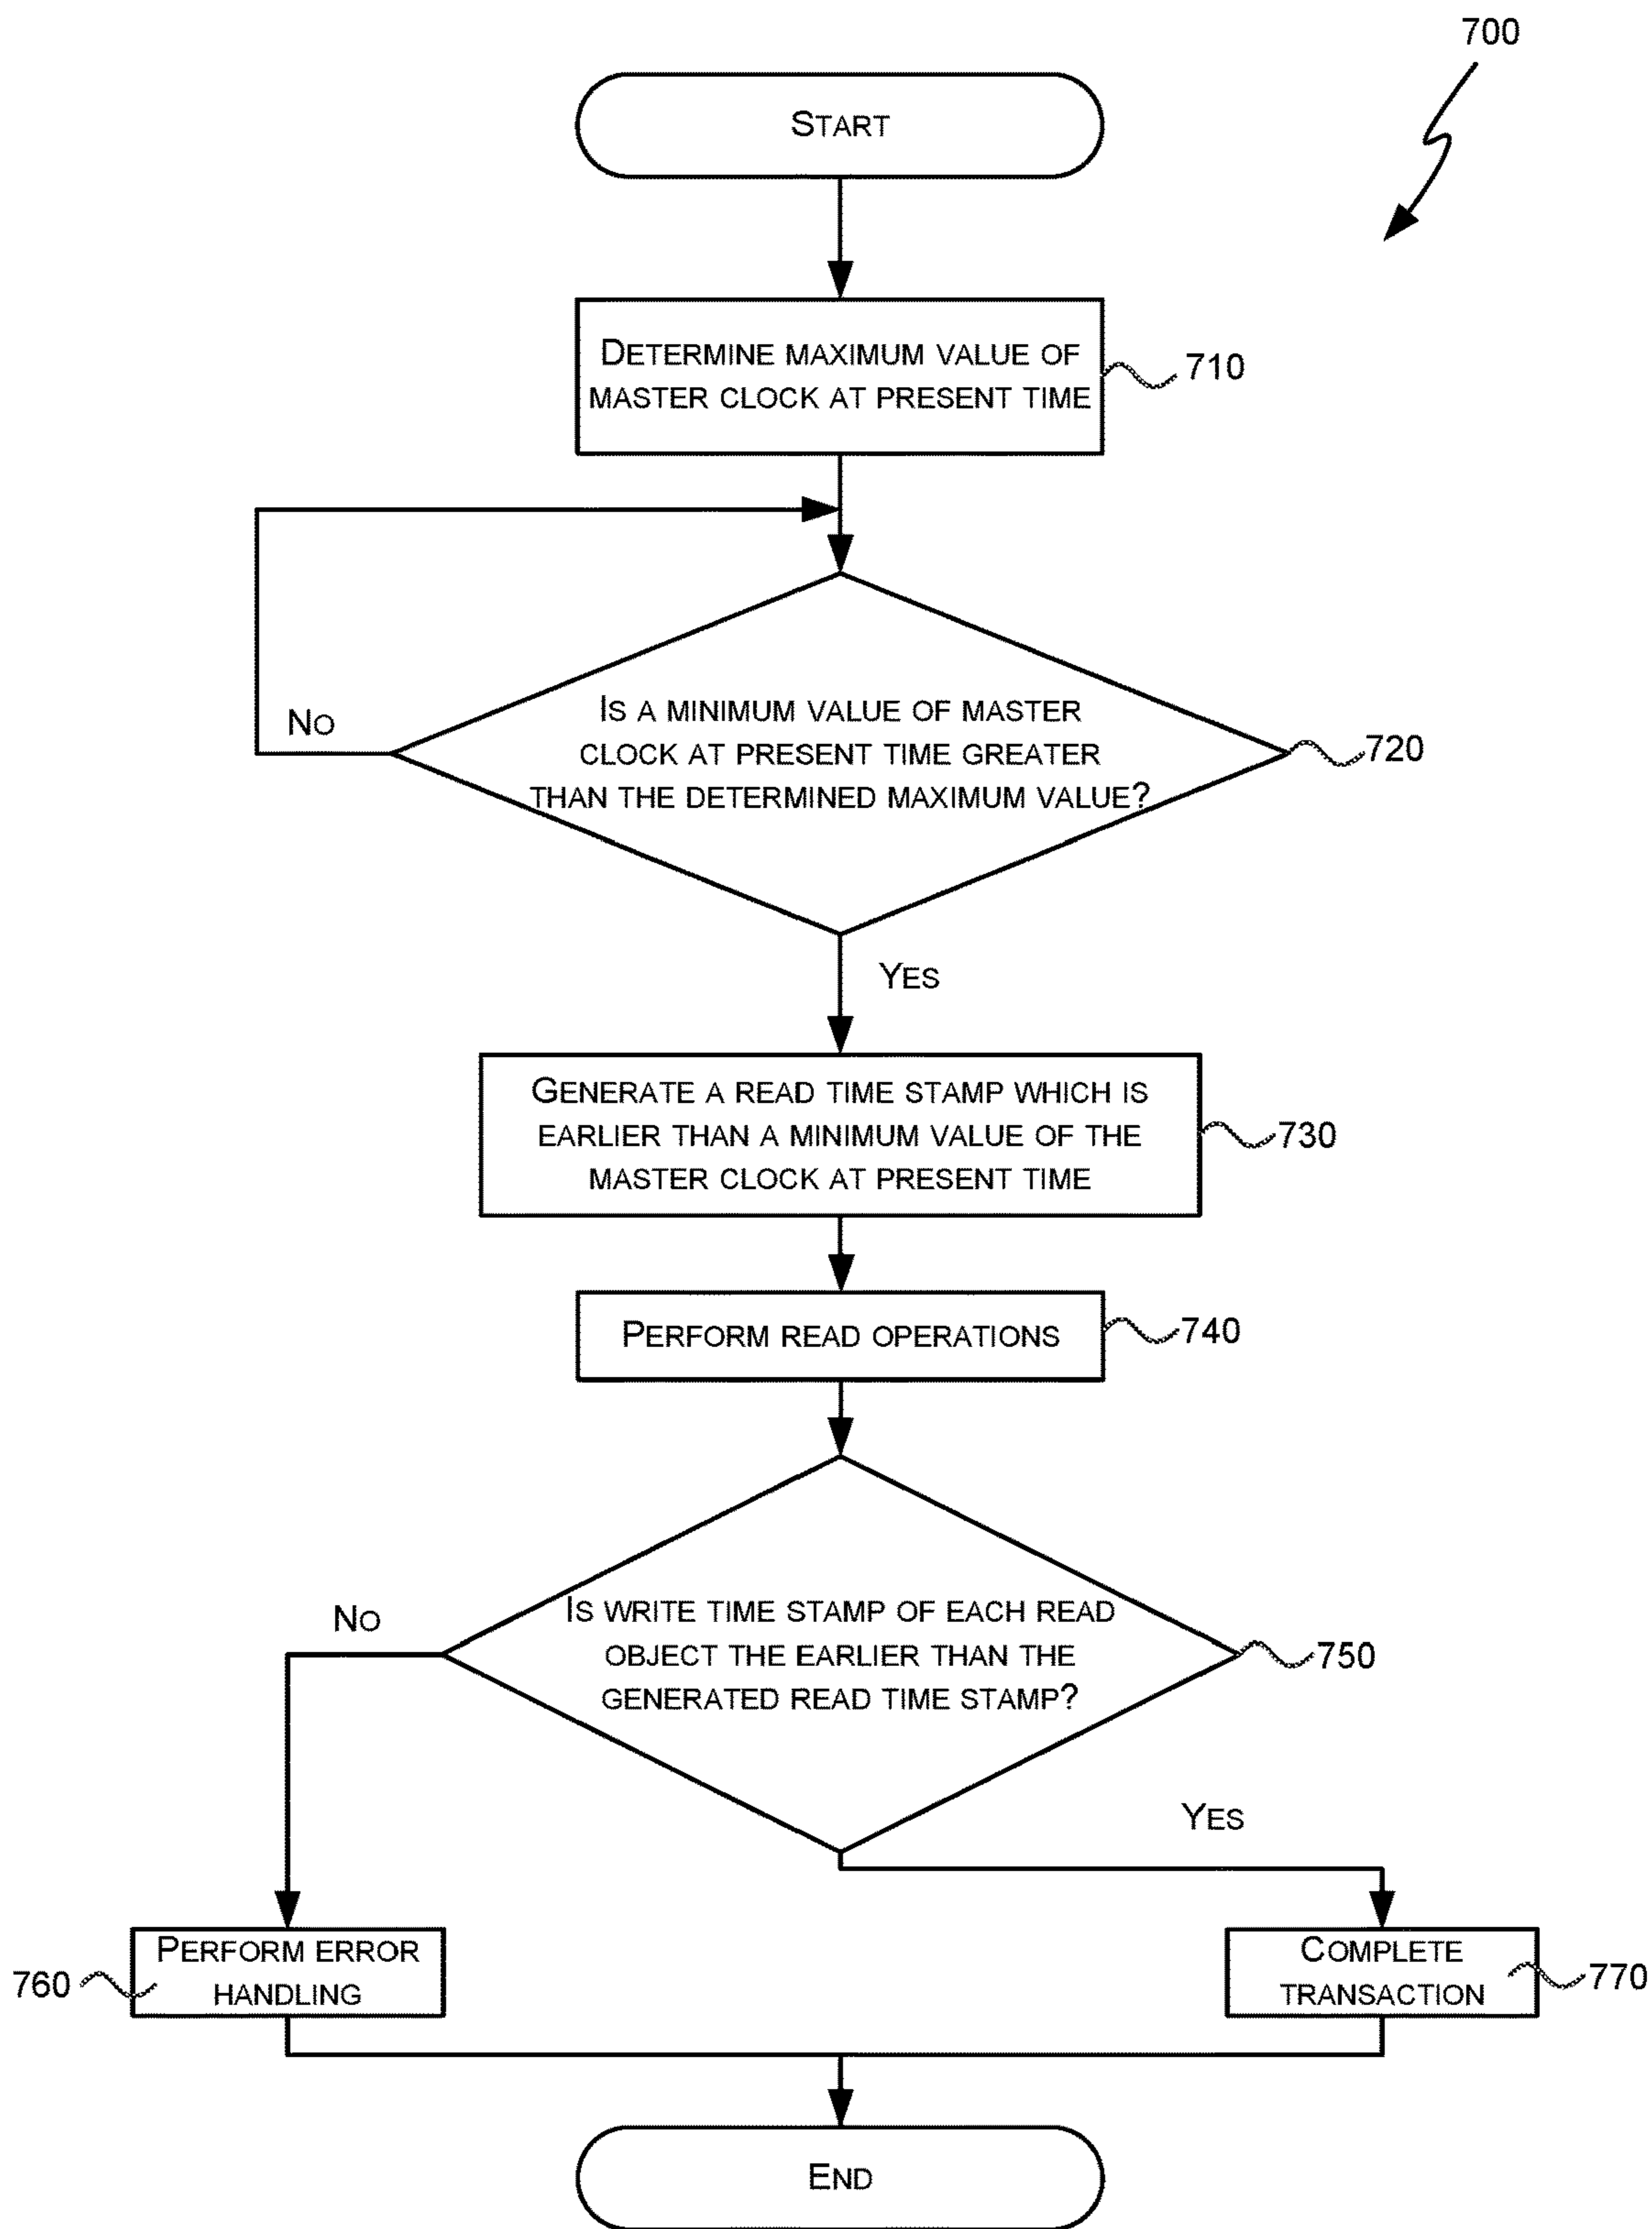 700
START
DETERMINE MAXIMUM VALUE OF
MASTER CLOCK AT PRESENT TIME
710
NO
IS A MINIMUM VALUE OF MASTER
CLOCK AT PRESENT TIME GREATER
THAN THE DETERMINED MAXIMUM VALUE?
720
YES
GENERATE A READ TIME STAMP WHICH IS
EARLIER THAN A MINIMUM VALUE OF THE
MASTER CLOCK AT PRESENT TIME
730
PERFORM READ OPERATIONS
740
NO
IS WRITE TIME STAMP OF EACH READ
OBJECT THE EARLIER THAN THE
GENERATED READ TIME STAMP?
750
YES
PERFORM ERROR
HANDLING
760
COMPLETE
TRANSACTION
770
END